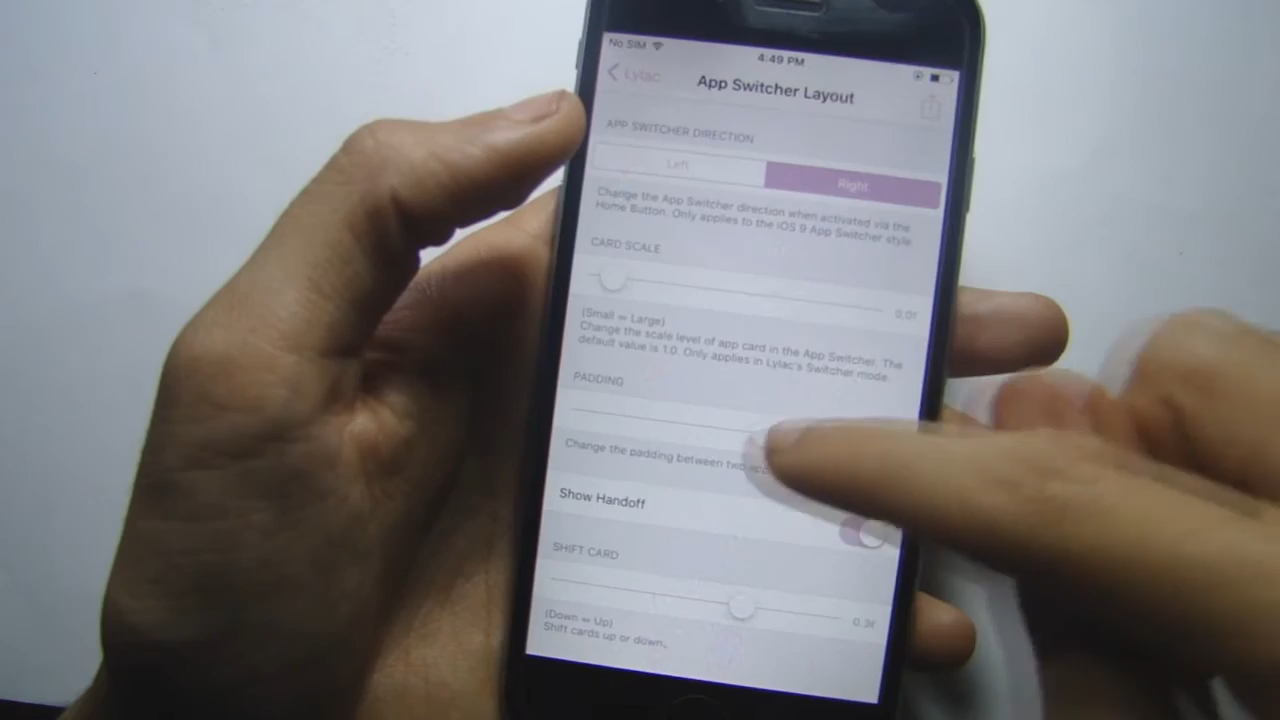 No SIM
4:49 PM
Lylac
App Switcher Layout
APP SWITCHER DIRECTION
Left
Right
Change the App Switcher direction when activated via the
Home Button. Only applies to the iOS 9 App Switcher style.
CARD SCALE
(Small ⇔ Large)
Change the scale level of app card in the App Switcher. The
default value is 1.0. Only applies in Lylac's Switcher mode.
PADDING
Change the padding between two
Show Handoff
SHIFT CARD
(Down ⇔ Up)
Shift cards up or down.